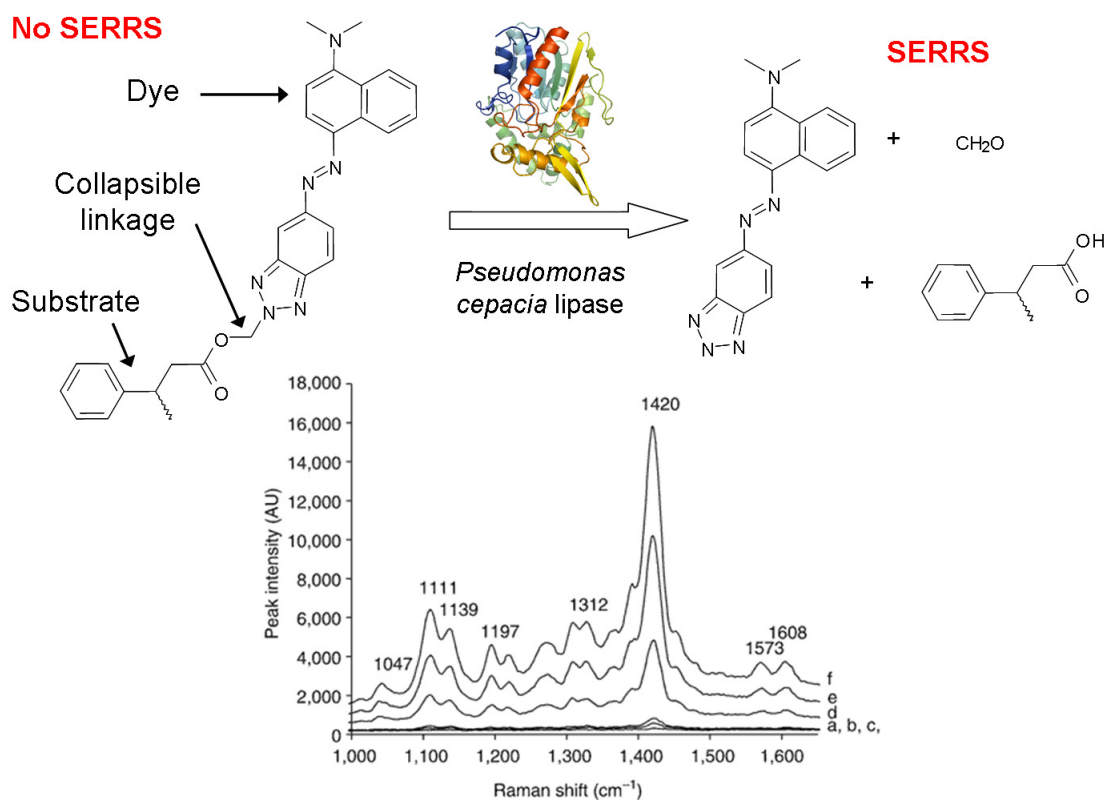 No SERRS
SERRS
Dye
Collapsible
linkage
Substrate
Pseudomonas
cepacia lipase
N
N
N
N
N
N
O
O
N
N
N
N
N
N
+
CH2O
+
OH
O
18,000
16,000
14,000
12,000
10,000
8,000
6,000
4,000
2,000
0
Peak intensity (AU)
1420
1111
1139
1312
1197
1608
1573
1047
f
e
d
a, b, c,
1,000 1,100 1,200 1,300 1,400 1,500 1,600
Raman shift (cm⁻¹)